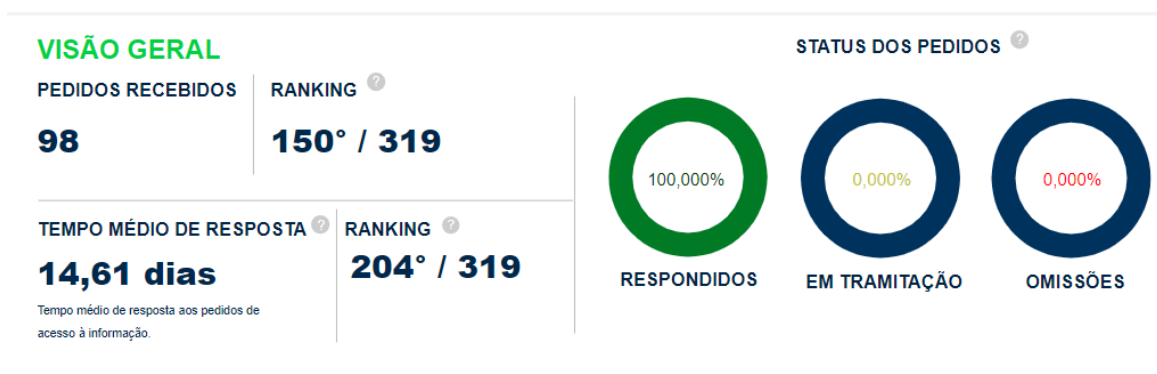 VISÃO GERAL
PEDIDOS RECEBIDOS
98
RANKING ?
150° / 319
TEMPO MÉDIO DE RESPOSTA ?
14,61 dias
Tempo médio de resposta aos pedidos de
acesso à informação.
RANKING ?
204° / 319
STATUS DOS PEDIDOS ?
100,000%
RESPONDIDOS
0,000%
EM TRAMITAÇÃO
0,000%
OMISSÕES